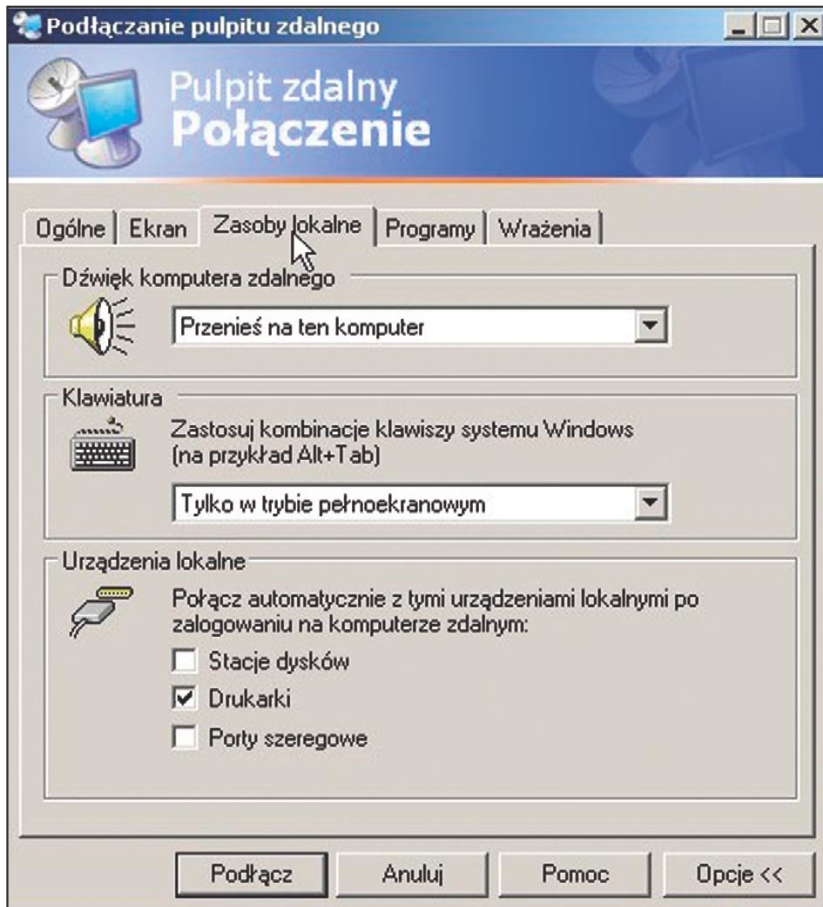 Podłączanie pulpitu zdalnego
Pulpit zdalny
Połączenie
Ogólne
Ekran
Zasoby lokalne
Programy
Wrażenia
Dźwięk komputera zdalnego
Przenieś na ten komputer
Klawiatura
Zastosuj kombinacje klawiszy systemu Windows
(na przykład Alt+Tab)
Tylko w trybie pełnoekranowym
Urządzenia lokalne
Połącz automatycznie z tymi urządzeniami lokalnymi po
zalogowaniu na komputerze zdalnym:
Stacje dysków
Drukarki
Porty szeregowe
Podłącz
Anuluj
Pomoc
Opcje <<